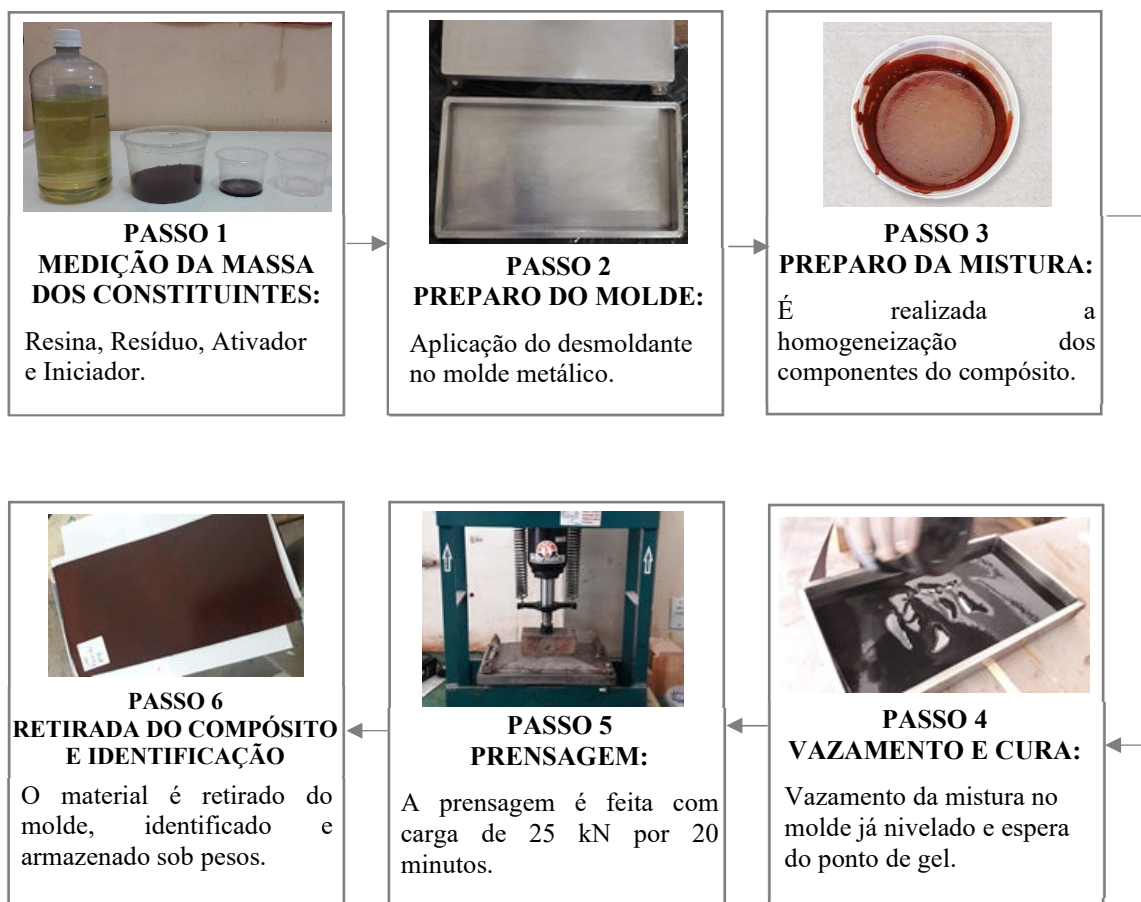 PASSO 1
MEDIÇÃO DA MASSA
DOS CONSTITUINTES:
Resina, Resíduo, Ativador
e Iniciador.
PASSO 2
PREPARO DO MOLDE:
Aplicação do desmoldante
no molde metálico.
PASSO 3
PREPARO DA MISTURA:
É realizada a
homogeneização dos
componentes do compósito.
PASSO 4
VAZAMENTO E CURA:
Vazamento da mistura no
molde já nivelado e espera
do ponto de gel.
PASSO 5
PRENSAGEM:
A prensagem é feita com
carga de 25 kN por 20
minutos.
PASSO 6
RETIRADA DO COMPÓSITO
E IDENTIFICAÇÃO
O material é retirado do
molde, identificado e
armazenado sob pesos.